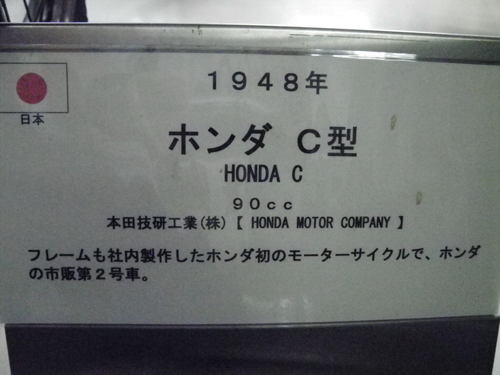 1948年
日本
ホンダ C型
HONDA C
90cc
本田技研工業(株)【 HONDA MOTOR COMPANY 】
フレームも社内製作したホンダ初のモーターサイクルで、ホンダ
の市販第2号車。